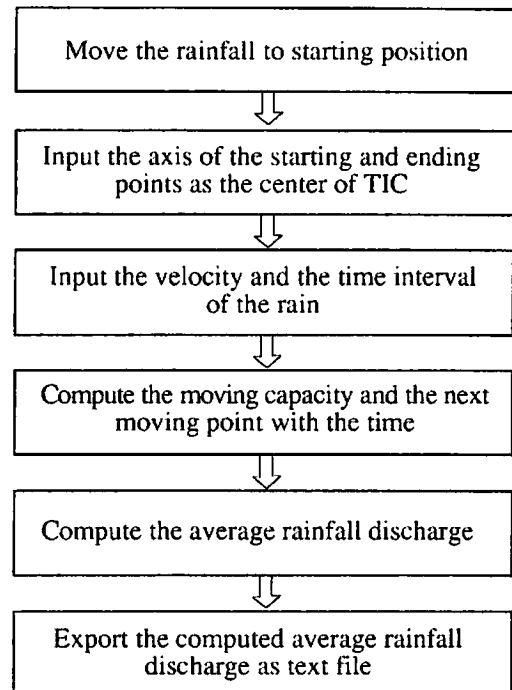 Move the rainfall to starting position
Input the axis of the starting and ending
points as the center of TIC
Input the velocity and the time interval
of the rain
Compute the moving capacity and the next
moving point with the time
Compute the average rainfall discharge
Export the computed average rainfall
discharge as text file